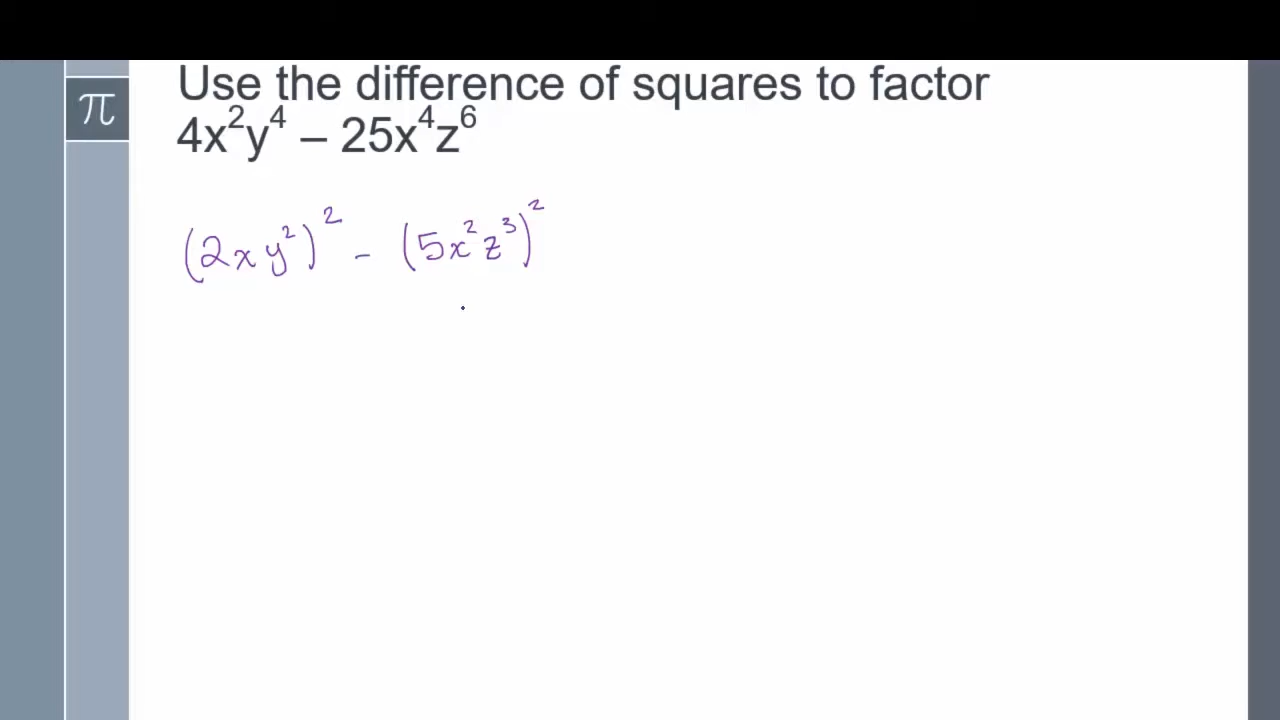 π
Use the difference of squares to factor
4x²y⁴ – 25x⁴z⁶
(2xy²)² - (5x²z³)²